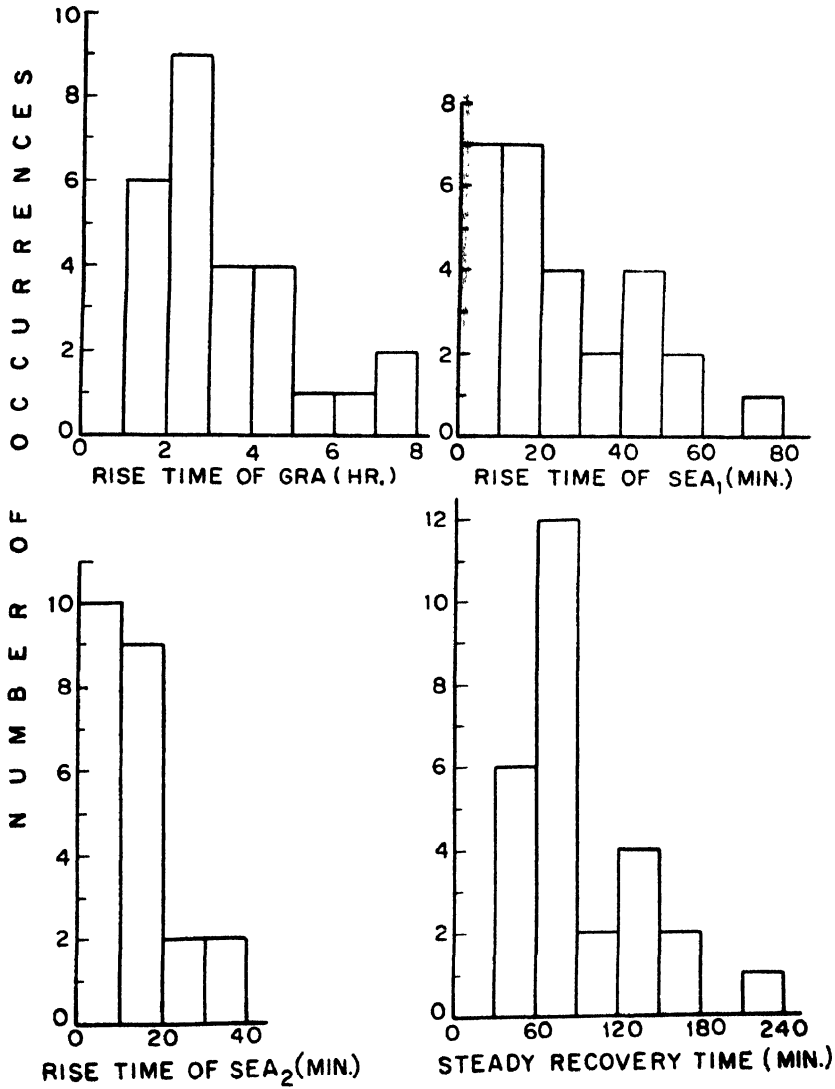 NUMBER OF OCCURRENCES
10
8
6
4
2
0
0 2 4 6 8
RISE TIME OF GRA (HR.)
8
6
4
2
0
0 20 40 60 80
RISE TIME OF SEA₁ (MIN.)
10
8
6
4
2
0
0 20 40
RISE TIME OF SEA₂ (MIN.)
12
10
8
6
4
2
0
0 60 120 180 240
STEADY RECOVERY TIME (MIN.)